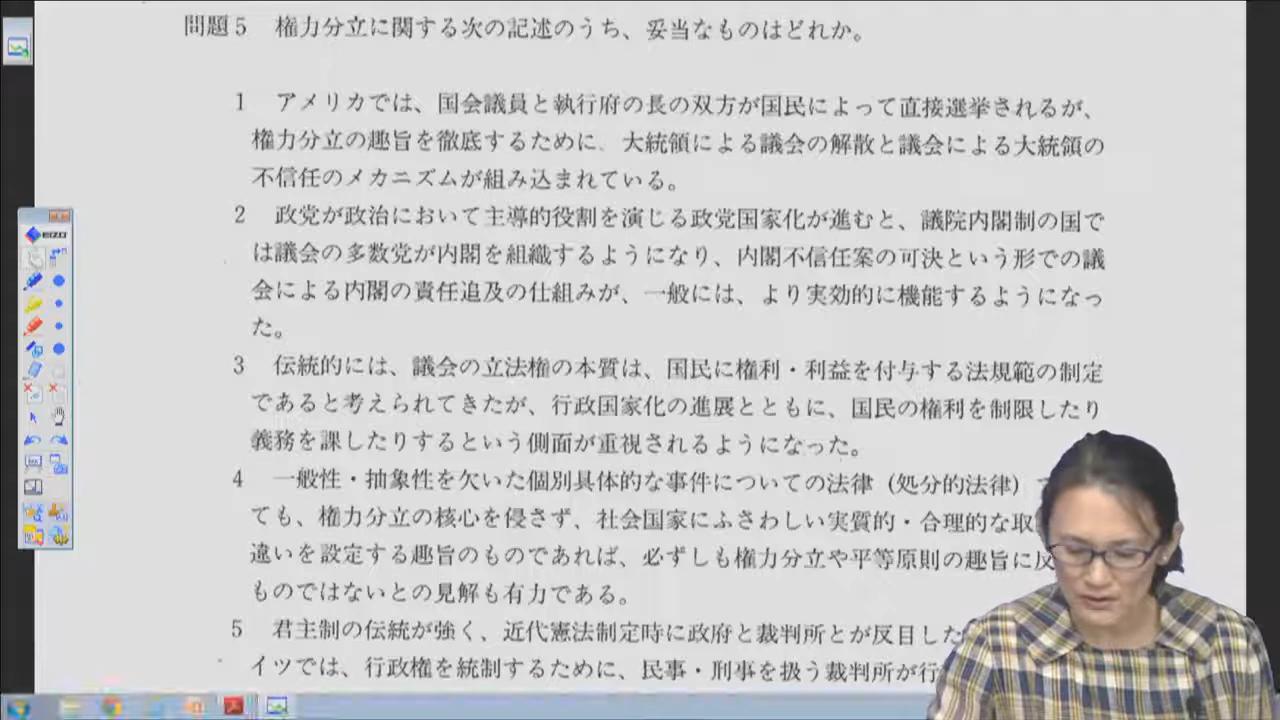 問題5 権力分立に関する次の記述のうち、妥当なものはどれか。
1 アメリカでは、国会議員と執行府の長の双方が国民によって直接選挙されるが、
権力分立の趣旨を徹底するために、大統領による議会の解散と議会による大統領の
不信任のメカニズムが組み込まれている。
2 政党が政治において主導的役割を演じる政党国家化が進むと、議院内閣制の国で
は議会の多数党が内閣を組織するようになり、内閣不信任案の可決という形での議
会による内閣の責任追及の仕組みが、一般には、より実効的に機能するようになっ
た。
3 伝統的には、議会の立法権の本質は、国民に権利・利益を付与する法規範の制定
であると考えられてきたが、行政国家化の進展とともに、国民の権利を制限したり
義務を課したりするという側面が重視されるようになった。
4 一般性・抽象性を欠いた個別具体的な事件についての法律（処分的法律）で
ても、権力分立の核心を侵さず、社会国家にふさわしい実質的・合理的な取
違いを設定する趣旨のものであれば、必ずしも権力分立や平等原則の趣旨に反
ものではないとの見解も有力である。
5 君主制の伝統が強く、近代憲法制定時に政府と裁判所とが反目した
イツでは、行政権を統制するために、民事・刑事を扱う裁判所が行